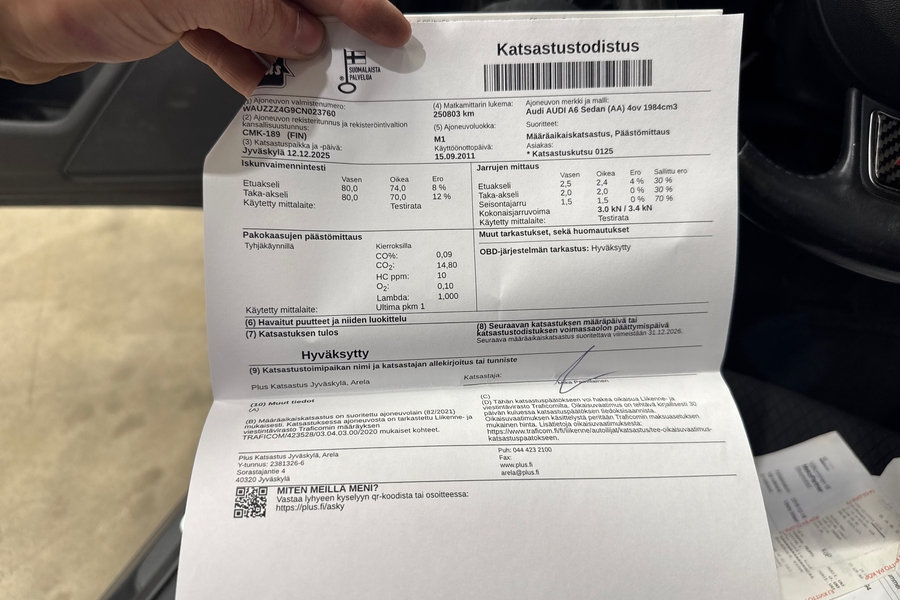 Katsastustodistus
SUOMALAISTA
PALVELUA
(1) Ajoneuvon valmistenumero:
WAUZZZ4G9CN023760
(2) Ajoneuvon rekisteritunnus ja rekisteröintivaltion
kansallisuustunnus:
CMK-189 (FIN)
(3) Katsastuspaikka ja -päivä:
Jyväskylä 12.12.2025
(4) Matkamittarin lukema:
250803 km
(5) Ajoneuvoluokka:
M1
Käyttöönottopäivä:
15.09.2011
Ajoneuvon merkki ja malli:
Audi AUDI A6 Sedan (AA) 4ov 1984cm3
Suoritteet:
Määräaikaiskatsastus, Päästömittaus
Asiakas:
* Katsastuskutsu 0125
Iskunvaimennintesti
Vasen Oikea Ero
Etuakseli 80,0 74,0 8 %
Taka-akseli 80,0 70,0 12 %
Käytetty mittalaite: Testirata
Jarrujen mittaus
Vasen Oikea Ero Sallittu ero
Etuakseli 2,5 2,4 4 % 30 %
Taka-akseli 2,0 2,0 0 % 30 %
Seisontajarru 1,5 1,5 0 % 70 %
Kokonaisjarruvoima 3.0 kN / 3.4 kN
Käytetty mittalaite: Testirata
Pakokaasujen päästömittaus
Tyhjäkäynnillä Kierroksilla
CO%: 0,09
CO2: 14,80
HC ppm: 10
O2: 0,10
Lambda: 1,000
Käytetty mittalaite: Ultima pkm 1
Muut tarkastukset, sekä huomautukset
OBD-järjestelmän tarkastus: Hyväksytty
(6) Havaitut puutteet ja niiden luokittelu
(7) Katsastuksen tulos
Hyväksytty
(8) Seuraavan katsastuksen määräpäivä tai
katsastustodistuksen voimassaolon päättymispäivä
Seuraava määräaikaiskatsastus suoritettava viimeistään 31.12.2026.
(9) Katsastustoimipaikan nimi ja katsastajan allekirjoitus tai tunniste
Plus Katsastus Jyväskylä, Arela
Katsastaja:
(10) Muut tiedot
(A)
(B) Määräaikaiskatsastus on suoritettu ajoneuvolain (82/2021)
mukaisesti. Katsastuksessa ajoneuvosta on tarkastettu Liikenne- ja
viestintävirasto Traficomin määräyksen
TRAFICOM/423528/03.04.03.00/2020 mukaiset kohteet.
(C)
(D) Tähän katsastuspäätökseen voi hakea oikaisua Liikenne- ja
viestintävirasto Traficomilta. Oikaisuvaatimus on tehtävä kirjallisesti 30
päivän kuluessa katsastuspäätöksen tiedoksisaannista.
Oikaisuvaatimuksen käsittelystä peritään Traficomin maksuasetuksen
mukainen hinta. Lisätietoja oikaisuvaatimuksesta:
https://www.traficom.fi/fi/liikenne/autoilijat/katsastus/tee-oikaisuvaatimus-
katsastuspaatokseen.
Plus Katsastus Jyväskylä, Arela
Y-tunnus: 2381326-6
Sorastajantie 4
40320 Jyväskylä
Puh: 044 423 2100
Fax:
www.plus.fi
arela@plus.fi
MITEN MEILLÄ MENI?
Vastaa lyhyeen kyselyyn qr-koodista tai osoitteessa:
https://plus.fi/asky